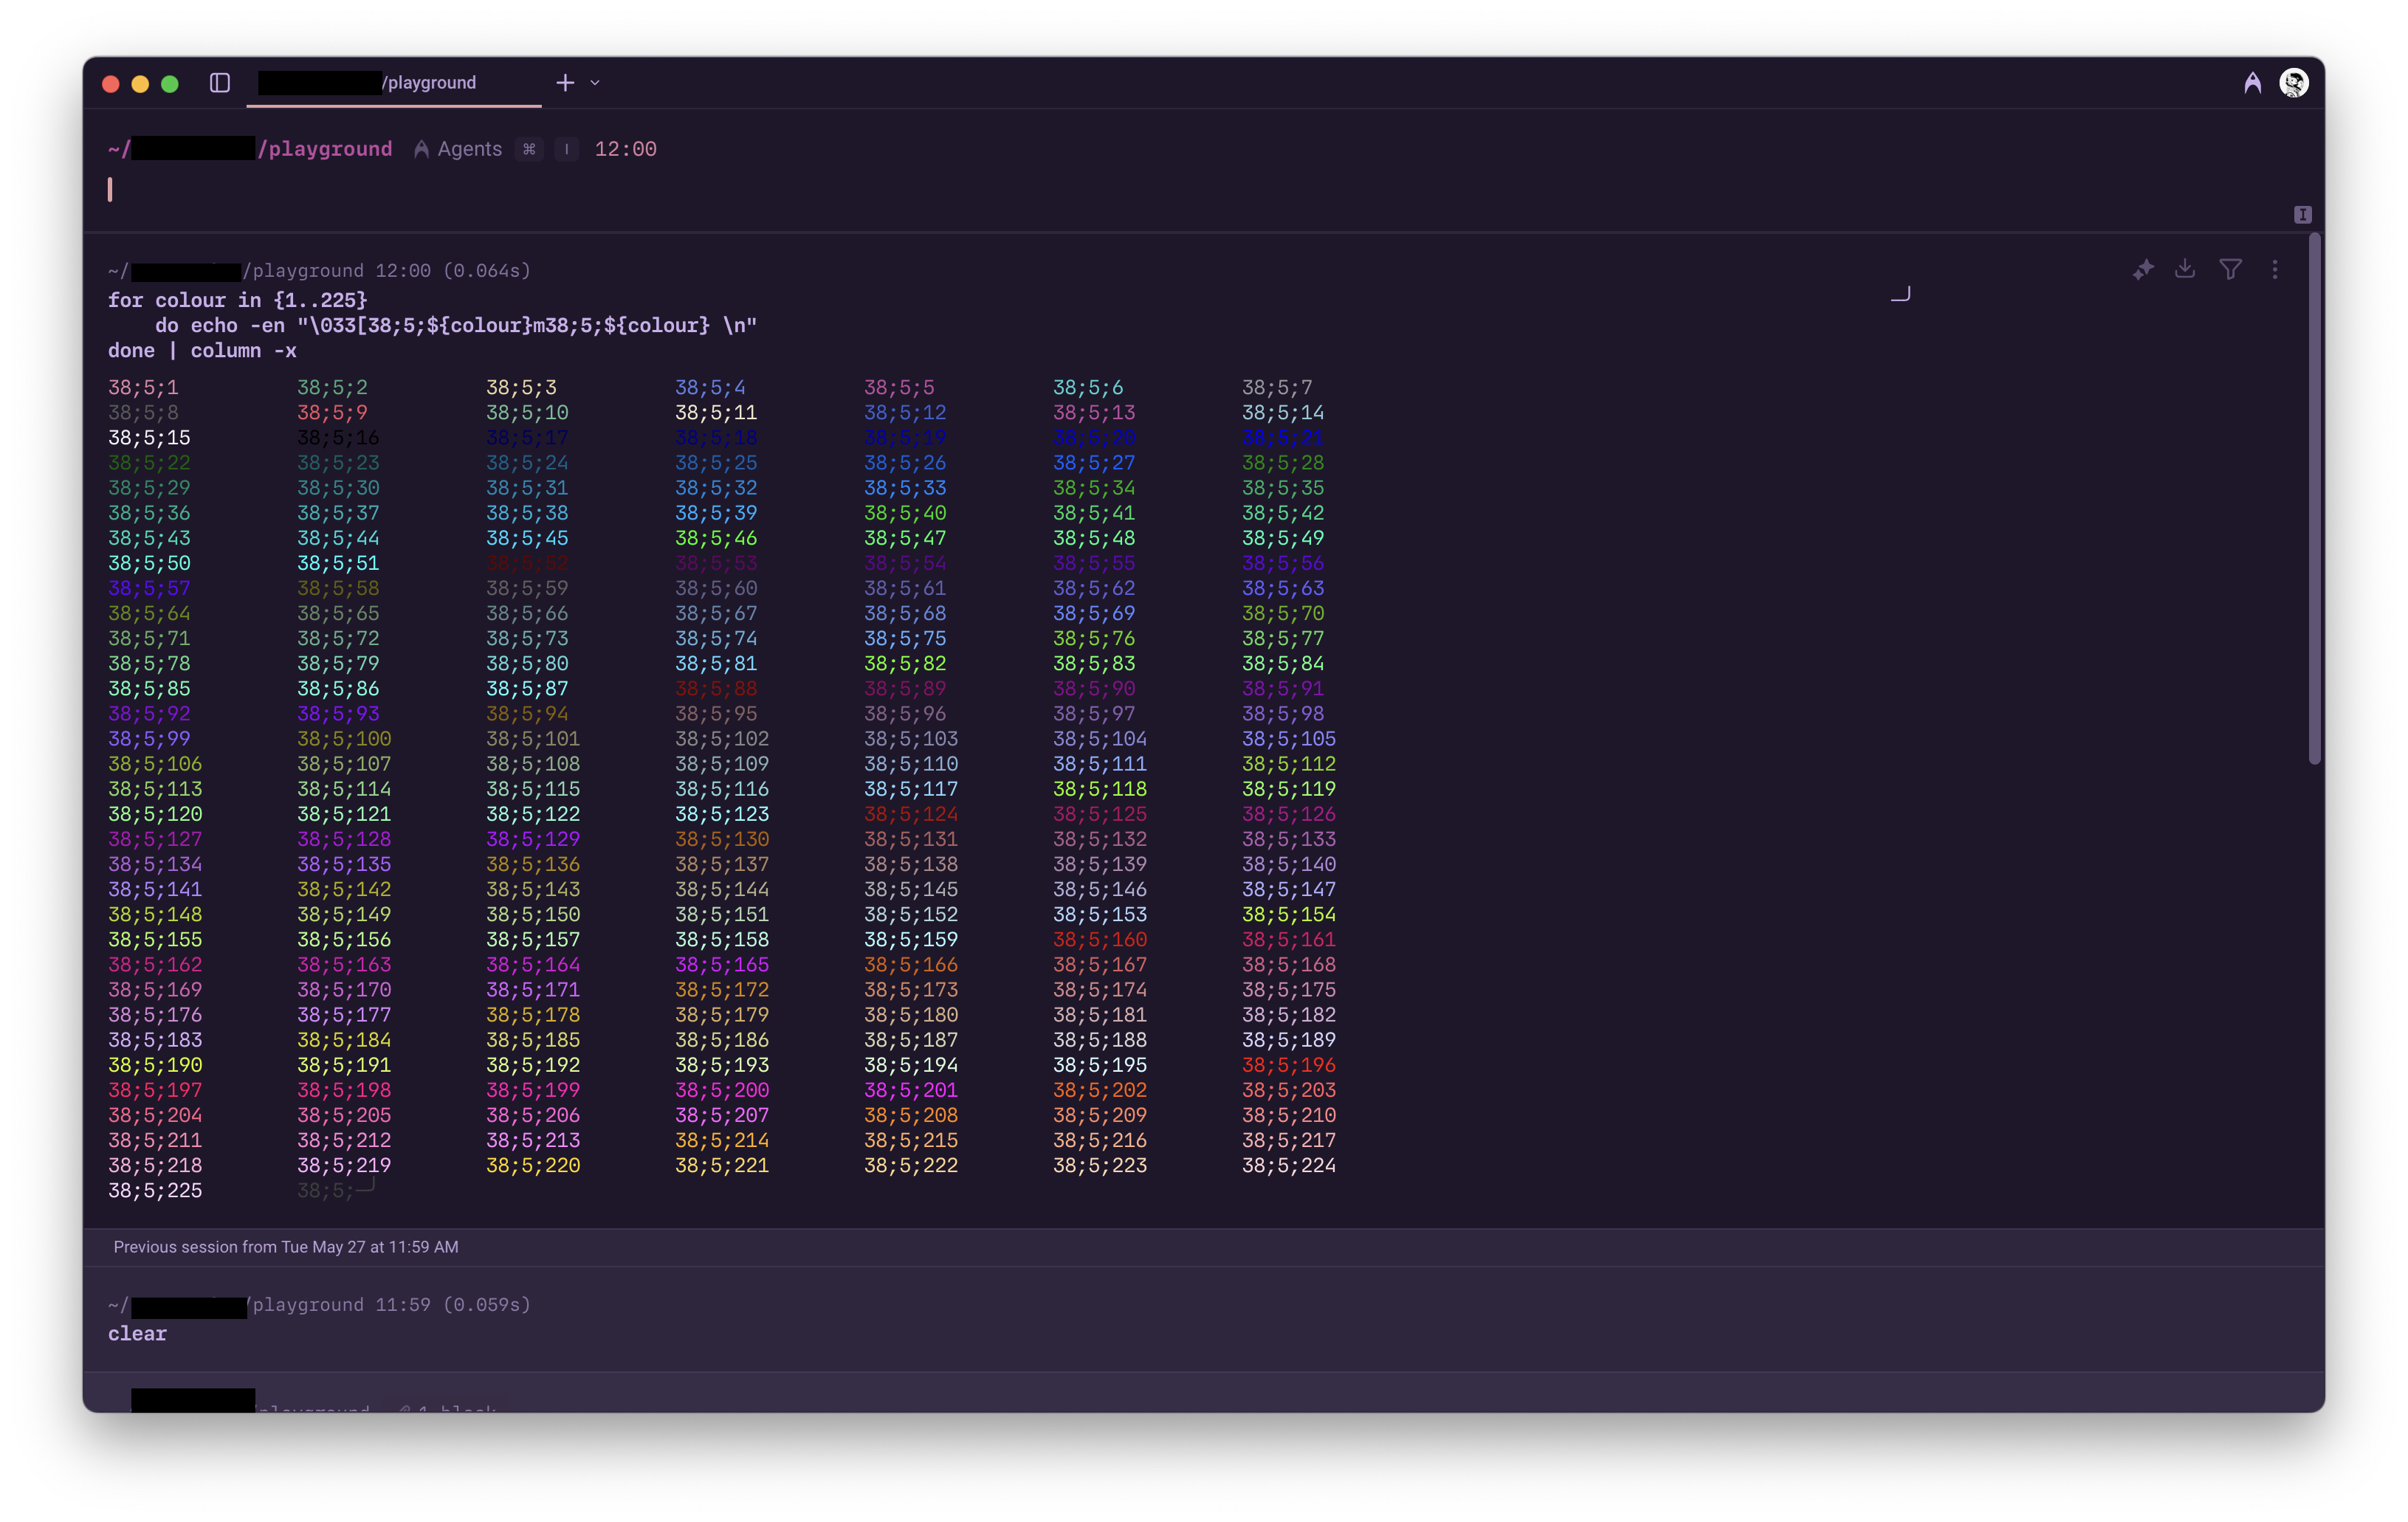 /playground
~/ /playground Agents ⌘ I 12:00
~/ /playground 12:00 (0.064s)
for colour in {1..225}
    do echo -en "\033[38;5;${colour}m38;5;${colour} \n"
done | column -x
38;5;1 38;5;2 38;5;3 38;5;4 38;5;5 38;5;6 38;5;7
38;5;8 38;5;9 38;5;10 38;5;11 38;5;12 38;5;13 38;5;14
38;5;15 38;5;16 38;5;17 38;5;18 38;5;19 38;5;20 38;5;21
38;5;22 38;5;23 38;5;24 38;5;25 38;5;26 38;5;27 38;5;28
38;5;29 38;5;30 38;5;31 38;5;32 38;5;33 38;5;34 38;5;35
38;5;36 38;5;37 38;5;38 38;5;39 38;5;40 38;5;41 38;5;42
38;5;43 38;5;44 38;5;45 38;5;46 38;5;47 38;5;48 38;5;49
38;5;50 38;5;51 38;5;52 38;5;53 38;5;54 38;5;55 38;5;56
38;5;57 38;5;58 38;5;59 38;5;60 38;5;61 38;5;62 38;5;63
38;5;64 38;5;65 38;5;66 38;5;67 38;5;68 38;5;69 38;5;70
38;5;71 38;5;72 38;5;73 38;5;74 38;5;75 38;5;76 38;5;77
38;5;78 38;5;79 38;5;80 38;5;81 38;5;82 38;5;83 38;5;84
38;5;85 38;5;86 38;5;87 38;5;88 38;5;89 38;5;90 38;5;91
38;5;92 38;5;93 38;5;94 38;5;95 38;5;96 38;5;97 38;5;98
38;5;99 38;5;100 38;5;101 38;5;102 38;5;103 38;5;104 38;5;105
38;5;106 38;5;107 38;5;108 38;5;109 38;5;110 38;5;111 38;5;112
38;5;113 38;5;114 38;5;115 38;5;116 38;5;117 38;5;118 38;5;119
38;5;120 38;5;121 38;5;122 38;5;123 38;5;124 38;5;125 38;5;126
38;5;127 38;5;128 38;5;129 38;5;130 38;5;131 38;5;132 38;5;133
38;5;134 38;5;135 38;5;136 38;5;137 38;5;138 38;5;139 38;5;140
38;5;141 38;5;142 38;5;143 38;5;144 38;5;145 38;5;146 38;5;147
38;5;148 38;5;149 38;5;150 38;5;151 38;5;152 38;5;153 38;5;154
38;5;155 38;5;156 38;5;157 38;5;158 38;5;159 38;5;160 38;5;161
38;5;162 38;5;163 38;5;164 38;5;165 38;5;166 38;5;167 38;5;168
38;5;169 38;5;170 38;5;171 38;5;172 38;5;173 38;5;174 38;5;175
38;5;176 38;5;177 38;5;178 38;5;179 38;5;180 38;5;181 38;5;182
38;5;183 38;5;184 38;5;185 38;5;186 38;5;187 38;5;188 38;5;189
38;5;190 38;5;191 38;5;192 38;5;193 38;5;194 38;5;195 38;5;196
38;5;197 38;5;198 38;5;199 38;5;200 38;5;201 38;5;202 38;5;203
38;5;204 38;5;205 38;5;206 38;5;207 38;5;208 38;5;209 38;5;210
38;5;211 38;5;212 38;5;213 38;5;214 38;5;215 38;5;216 38;5;217
38;5;218 38;5;219 38;5;220 38;5;221 38;5;222 38;5;223 38;5;224
38;5;225 38;5;
Previous session from Tue May 27 at 11:59 AM
~/ /playground 11:59 (0.059s)
clear